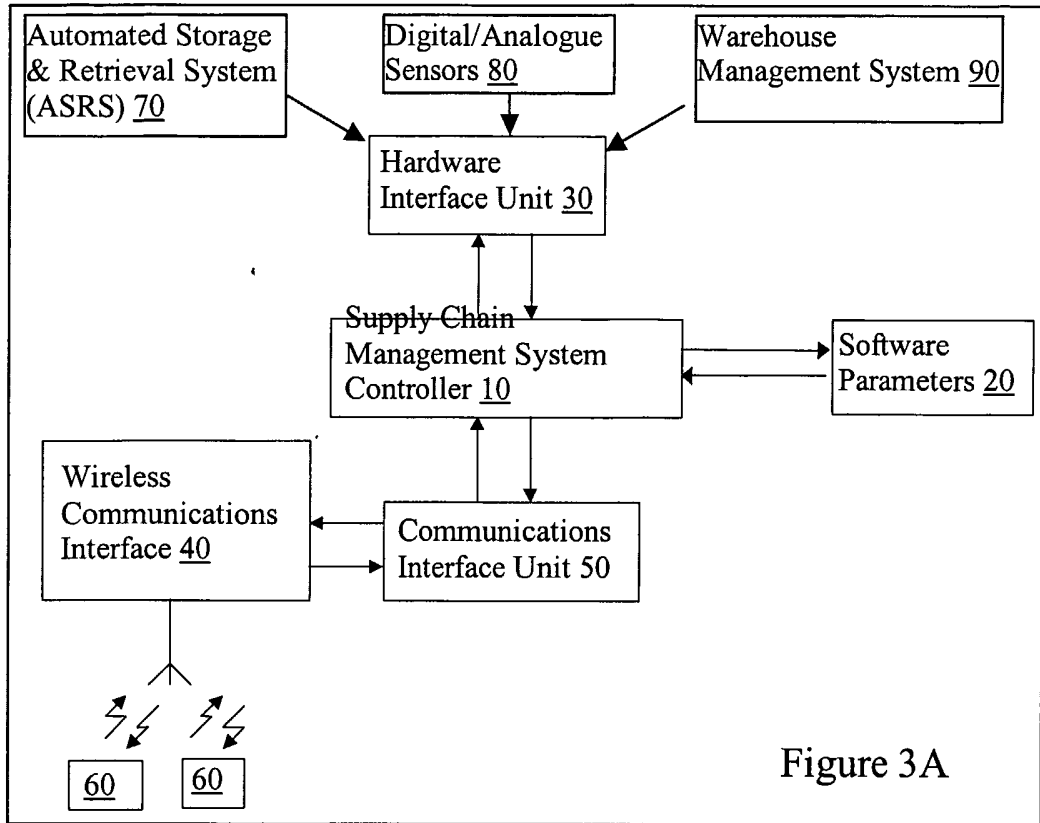 Automated Storage
& Retrieval System
(ASRS) 70
Digital/Analogue
Sensors 80
Warehouse
Management System 90
Hardware
Interface Unit 30
Supply Chain
Management System
Controller 10
Software
Parameters 20
Wireless
Communications
Interface 40
Communications
Interface Unit 50
60
60
Figure 3A